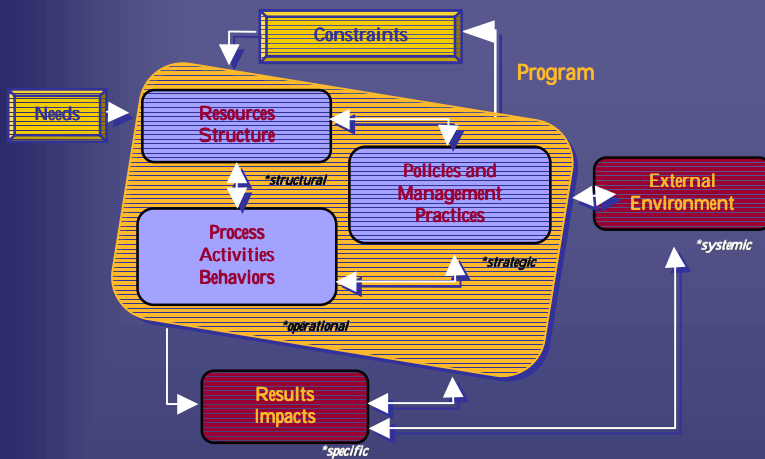 Constraints
Program
Needs
Resources
Structure
Policies and
Management
Practices
External
Environment
*structural
Process
Activities
Behaviors
*systemic
*strategic
*operational
Results
Impacts
*specific